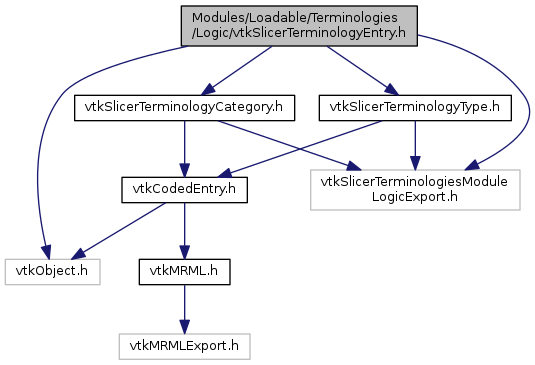 Modules/Loadable/Terminologies
/Logic/vtkSlicerTerminologyEntry.h
vtkSlicerTerminologyCategory.h
vtkSlicerTerminologyType.h
vtkCodedEntry.h
vtkSlicerTerminologiesModule
LogicExport.h
vtkObject.h
vtkMRML.h
vtkMRMLExport.h